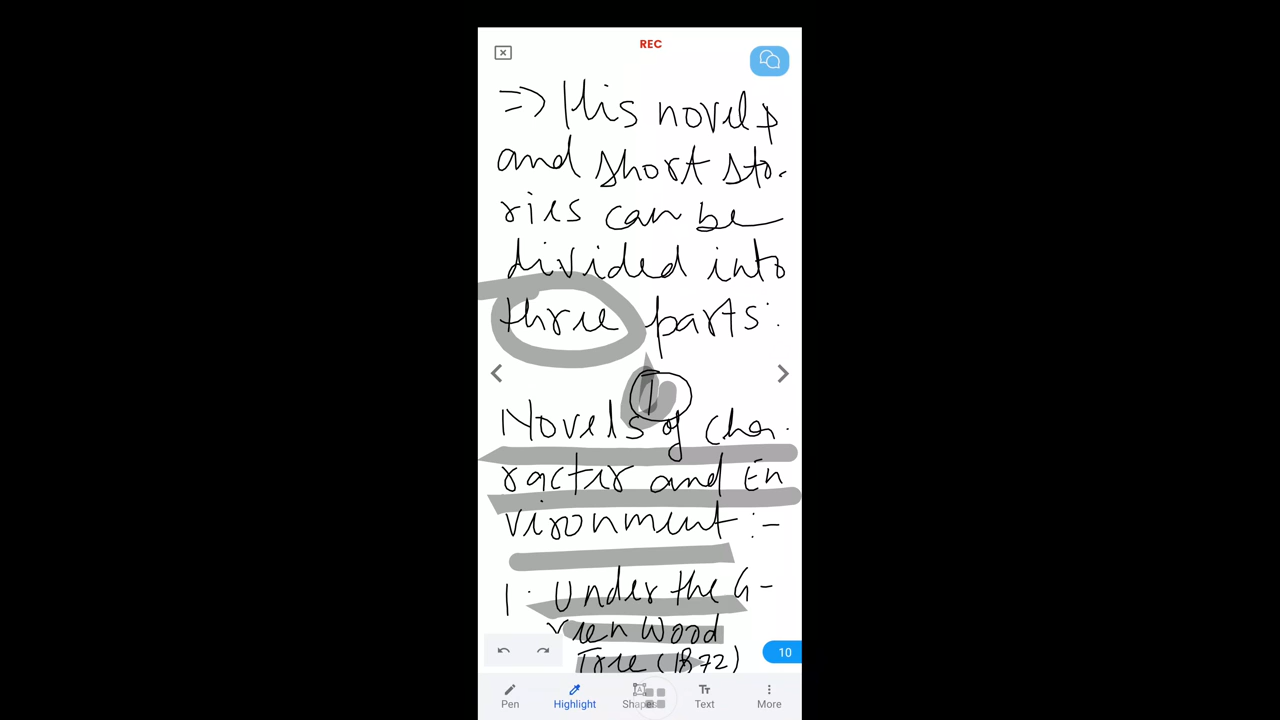 REC
=> His novels
and short sto-
ries can be
divided into
three parts:
1
Novels of cha-
racter and En
vironment :-
1. Under the G-
reen Wood
Tree (1872)
10
Pen Highlight Shapes Text More